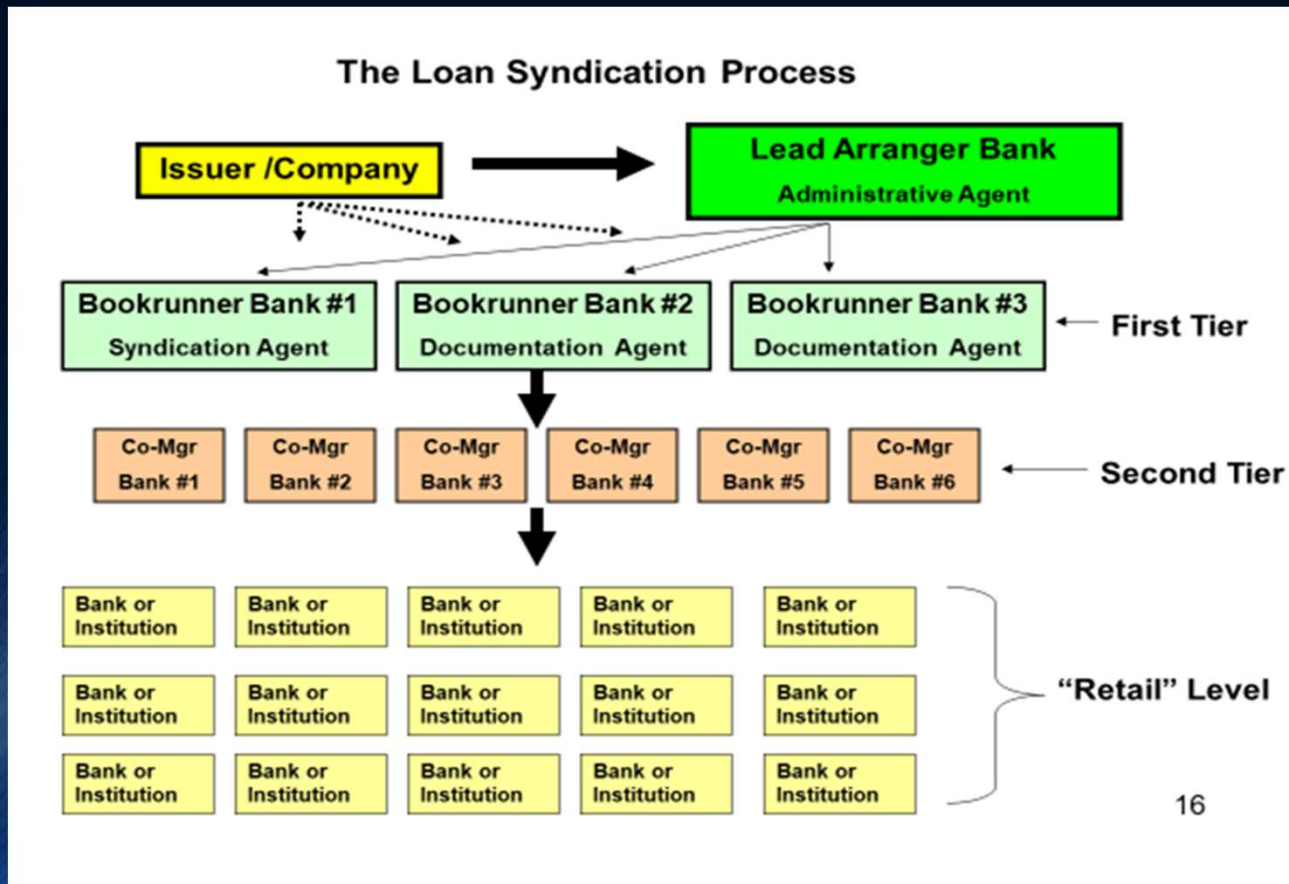 The Loan Syndication Process
Issuer /Company
Lead Arranger Bank
Administrative Agent
Bookrunner Bank #1
Syndication Agent
Bookrunner Bank #2
Documentation Agent
Bookrunner Bank #3
Documentation Agent
First Tier
Co-Mgr
Bank #1
Co-Mgr
Bank #2
Co-Mgr
Bank #3
Co-Mgr
Bank #4
Co-Mgr
Bank #5
Co-Mgr
Bank #6
Second Tier
Bank or
Institution
Bank or
Institution
Bank or
Institution
Bank or
Institution
Bank or
Institution
Bank or
Institution
Bank or
Institution
Bank or
Institution
Bank or
Institution
Bank or
Institution
“Retail” Level
Bank or
Institution
Bank or
Institution
Bank or
Institution
Bank or
Institution
Bank or
Institution
16